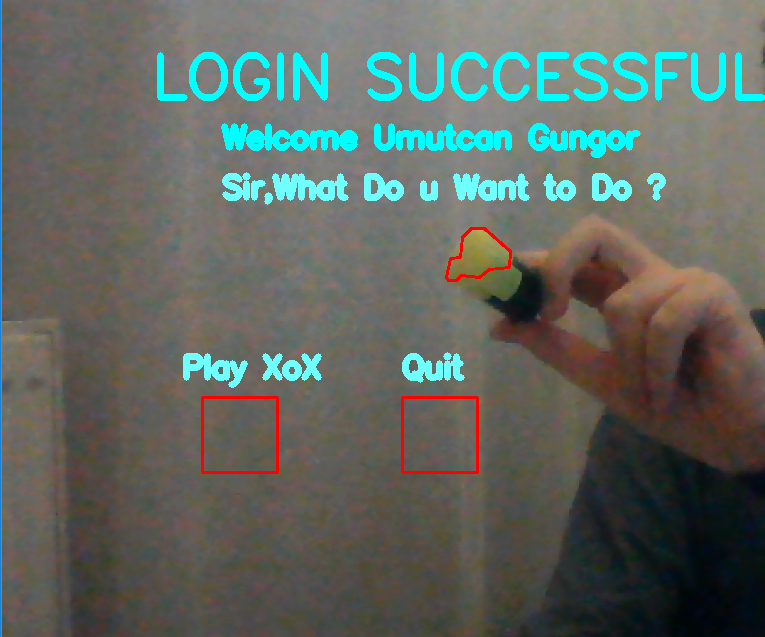 LOGIN SUCCESSFUL
Welcome Umutcan Gungor
Sir,What Do u Want to Do ?
Play XoX Quit